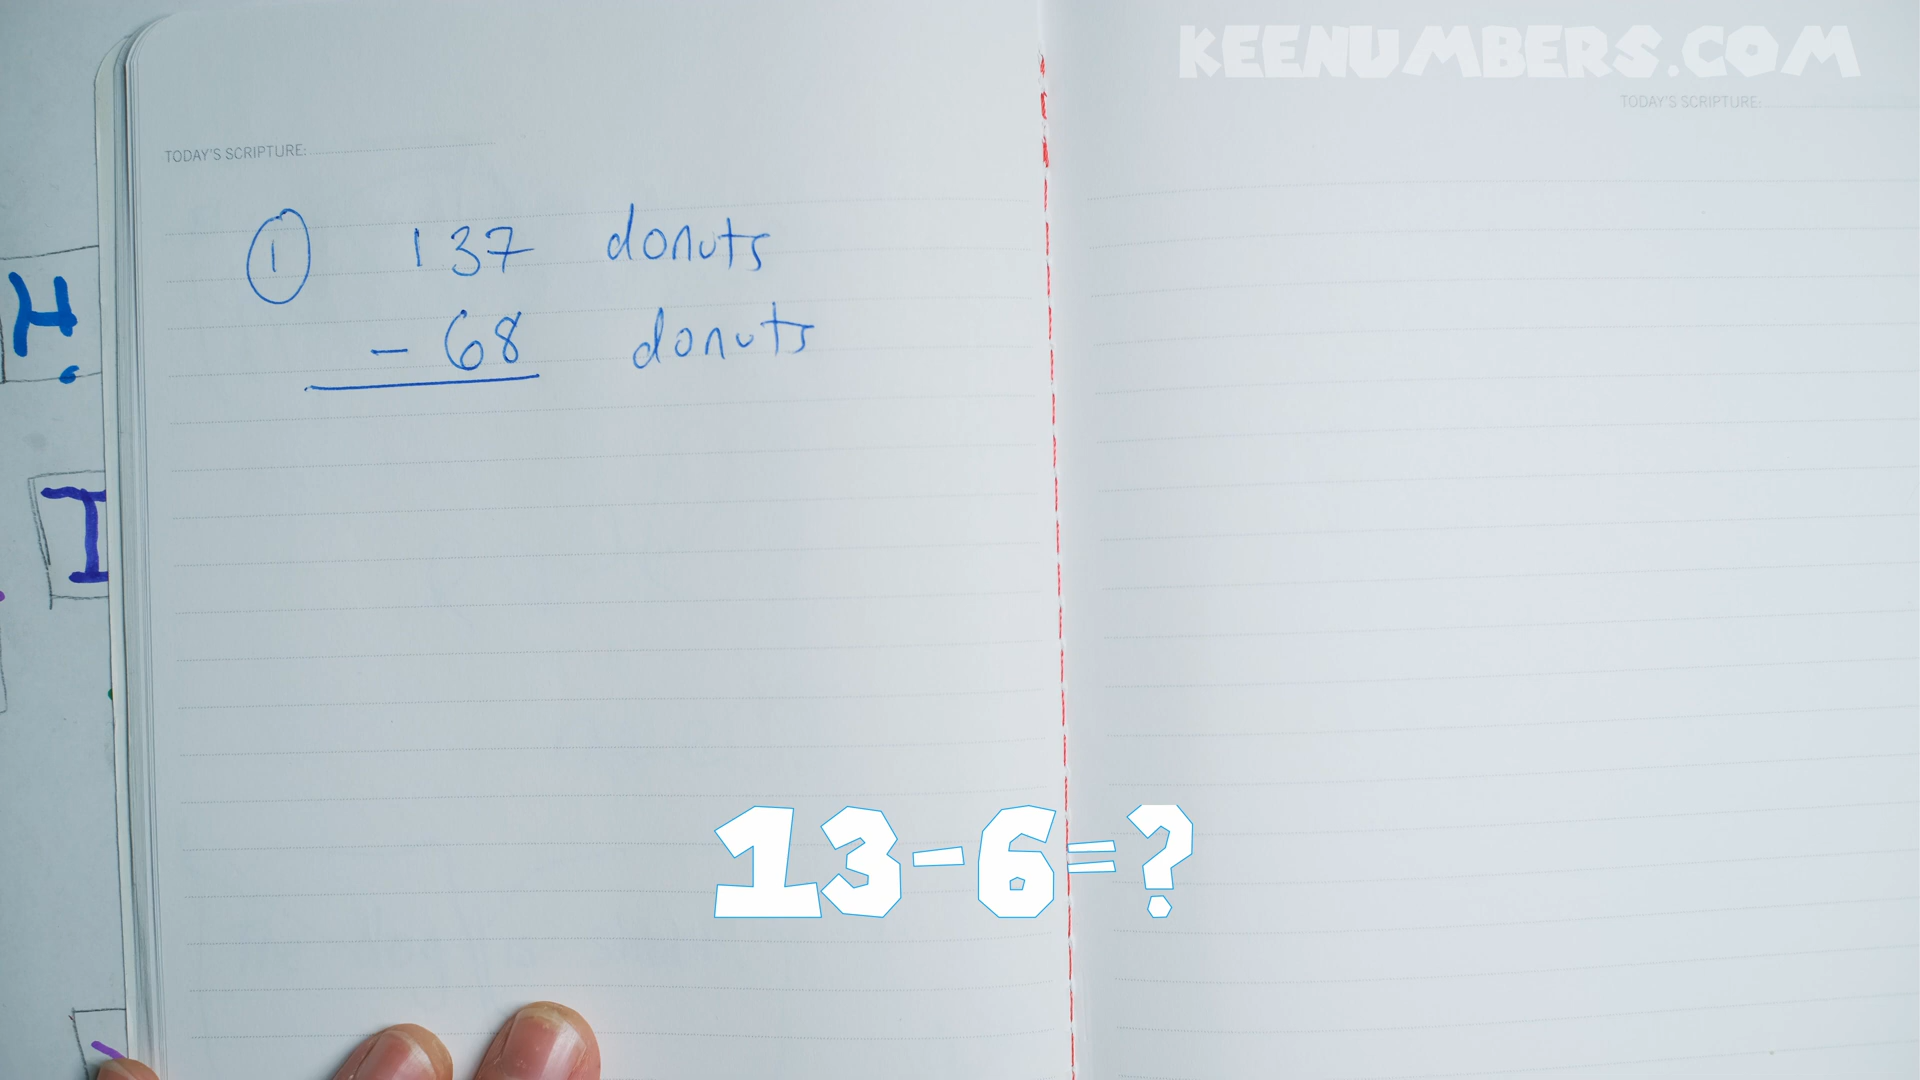 KEENUMBERS.COM
TODAY'S SCRIPTURE:
TODAY'S SCRIPTURE:
① 137 donuts
- 68 donuts
13-6=?
H
I